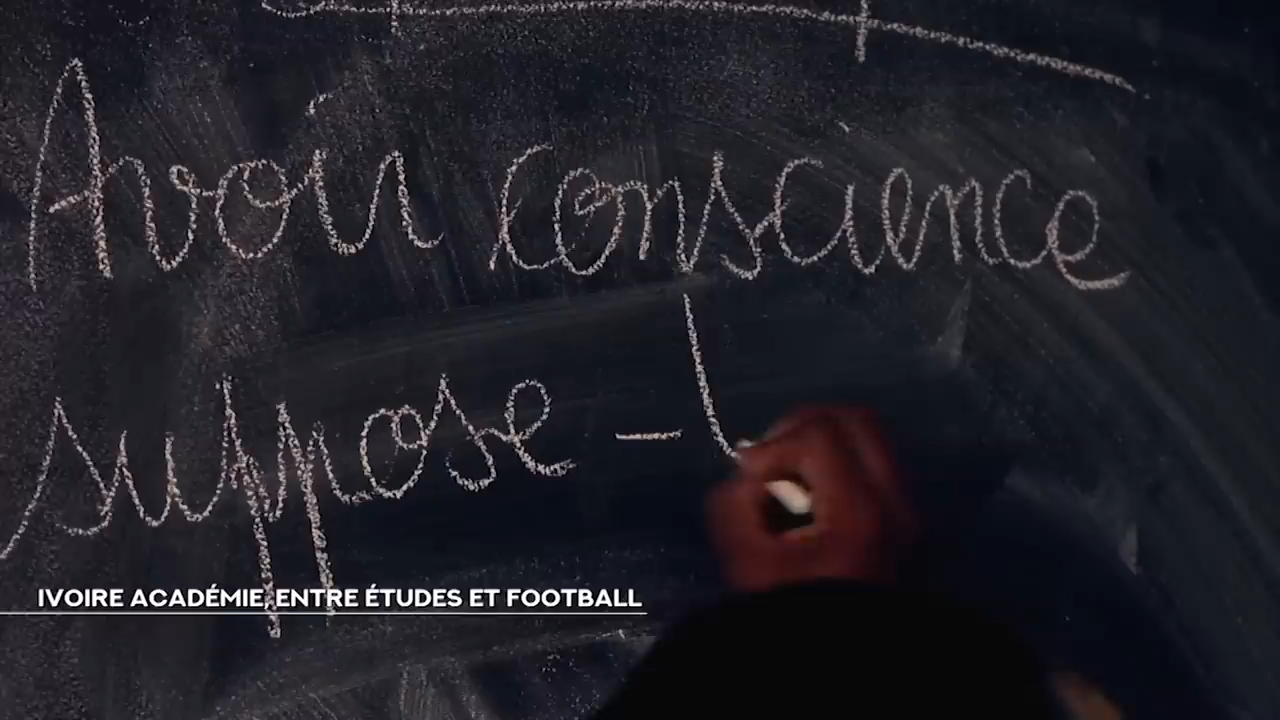 Avoir conscience
suppose - t
IVOIRE ACADÉMIE, ENTRE ÉTUDES ET FOOTBALL